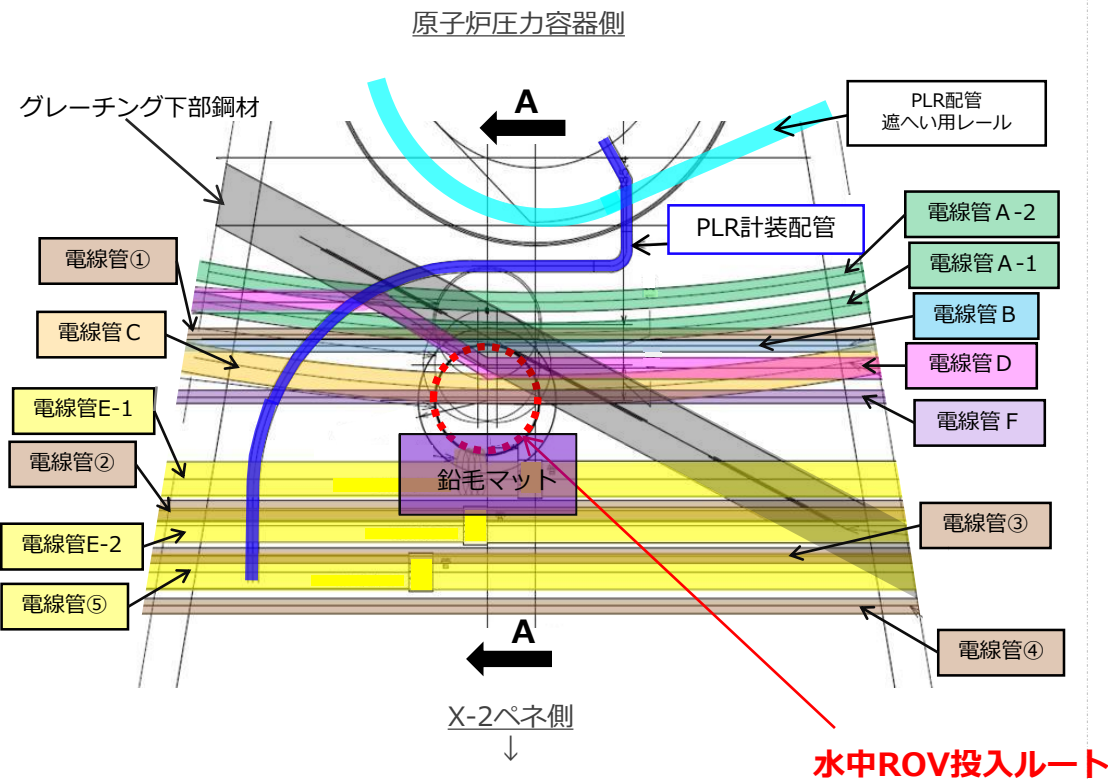 原子炉圧力容器側
グレーチング下部鋼材
A
PLR配管
遮へい用レール
PLR計装配管
電線管Ａ-2
電線管Ａ-1
電線管①
電線管Ｂ
電線管Ｃ
電線管Ｄ
電線管E-1
電線管Ｆ
電線管②
鉛毛マット
電線管③
電線管E-2
電線管⑤
A
電線管④
X-2ペネ側
↓
水中ROV投入ルート